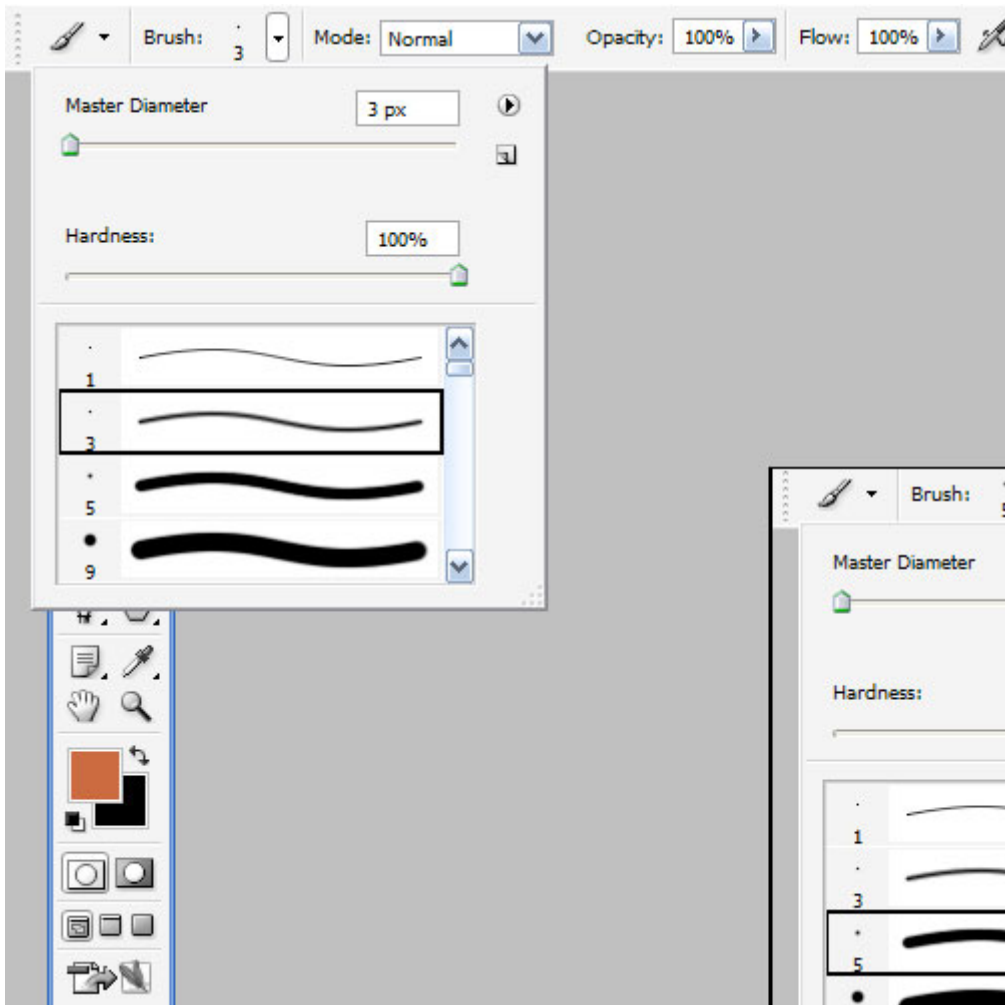 Brush: 3 Mode: Normal Opacity: 100% Flow: 100%
Master Diameter 3 px
Hardness: 100%
1
3
5
9
Brush:
Master Diameter
Hardness:
1
3
5